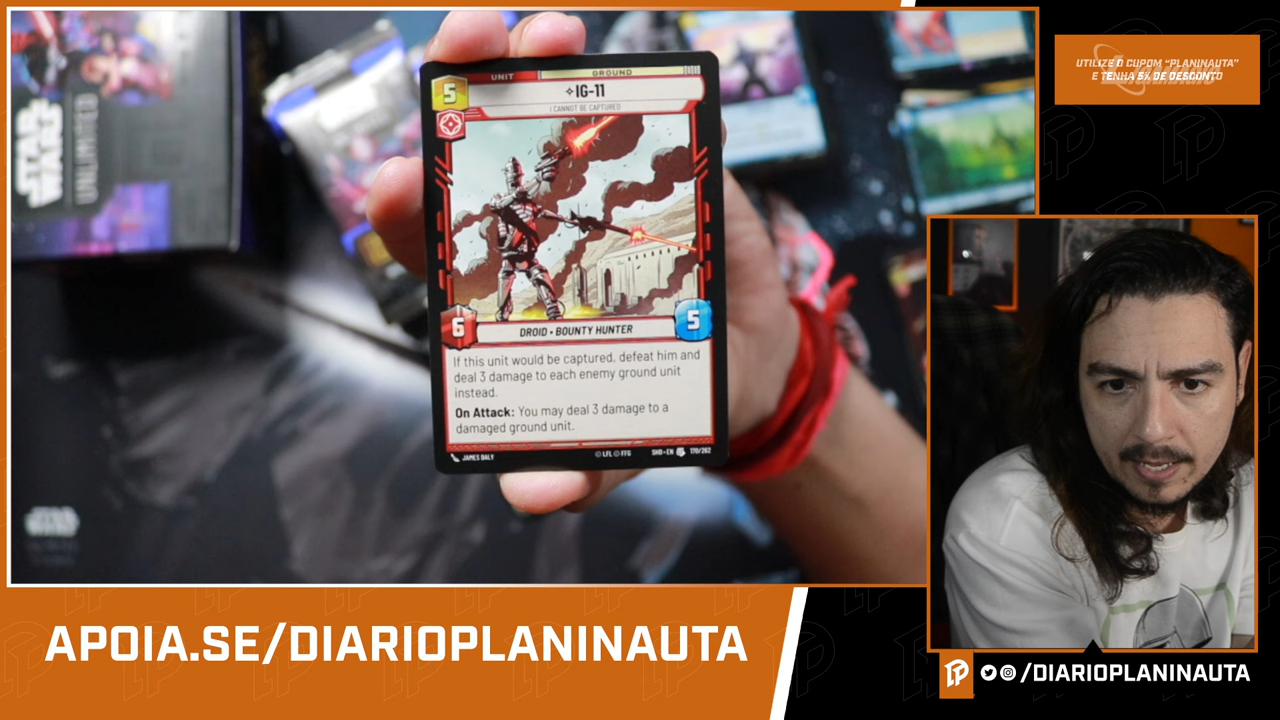 STAR
WARS
UNLIMITED
UNIT
GROUND
5
IG-11
I CANNOT BE CAPTURED
6
DROID • BOUNTY HUNTER
5
If this unit would be captured, defeat him and
deal 3 damage to each enemy ground unit
instead.
On Attack: You may deal 3 damage to a
damaged ground unit.
JAMES DALY
© LFL © FFG
SHD • EN
170/262
STAR
WARS
UTILIZE O CUPOM "PLANINAUTA"
E TENHA 5% DE DESCONTO
APOIA.SE/DIARIOPLANINAUTA
/DIARIOPLANINAUTA